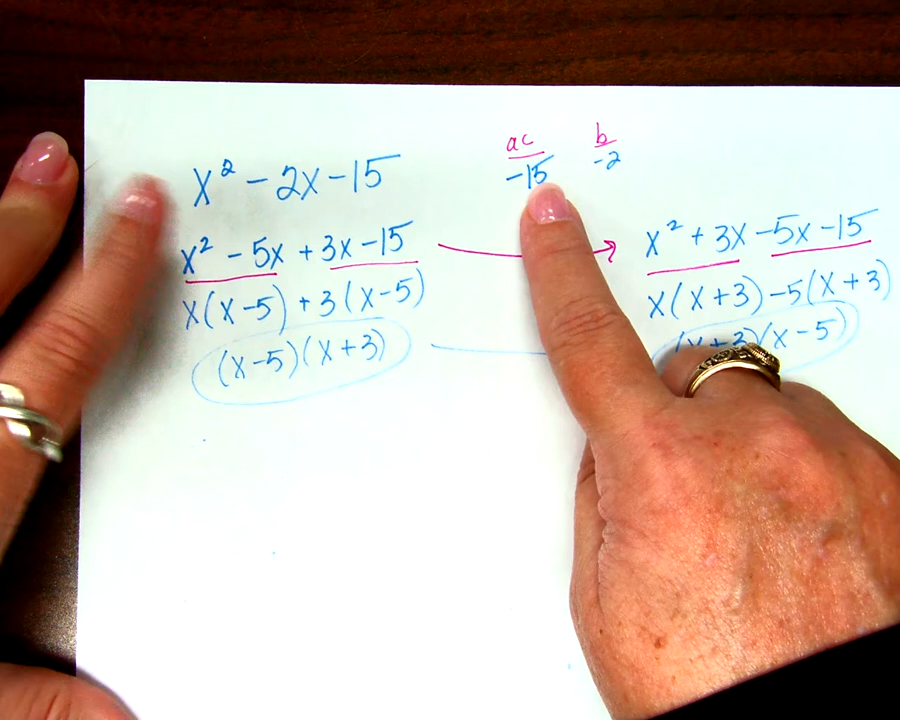 x² - 2x - 15
ac b
-15 -2
x² - 5x + 3x - 15 → x² + 3x - 5x - 15
x(x-5) + 3(x-5) x(x+3) - 5(x+3)
(x-5)(x+3) (x+3)(x-5)